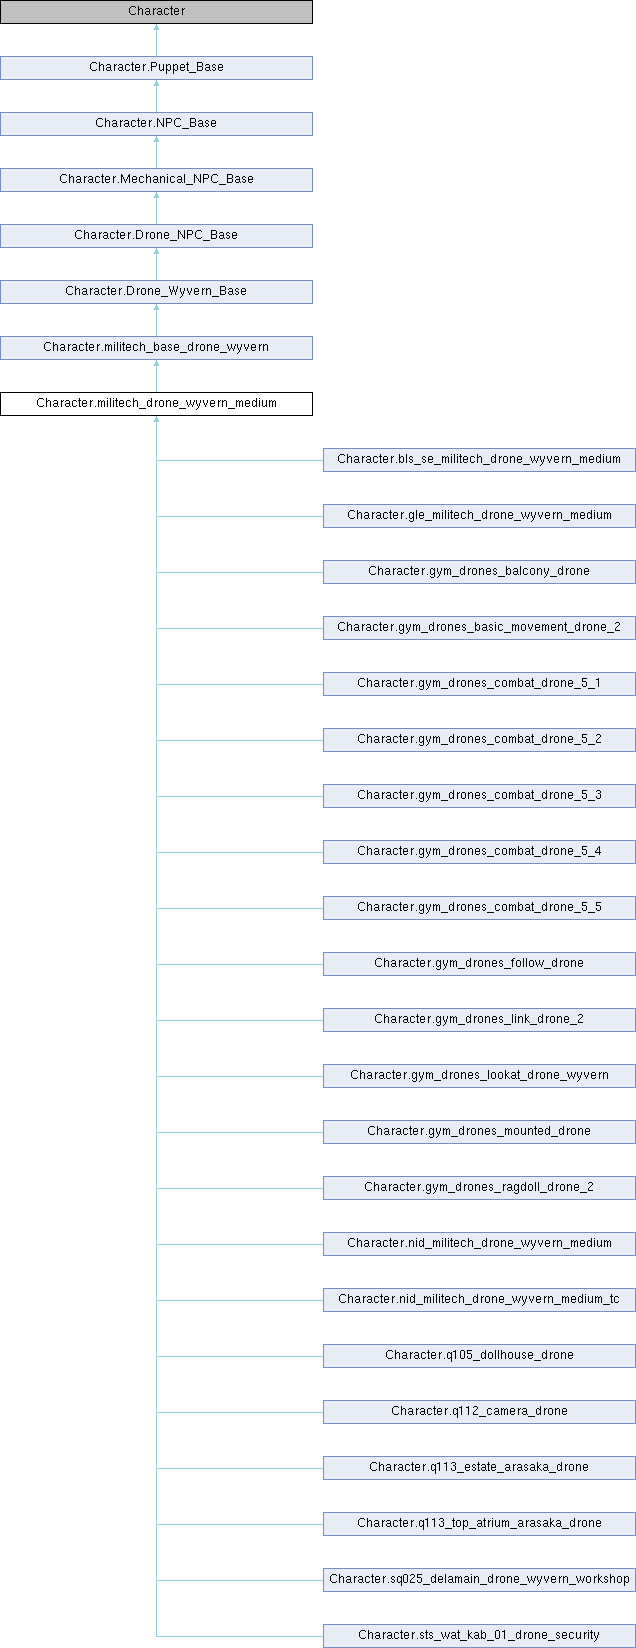 Character
Character.Puppet_Base
Character.NPC_Base
Character.Mechanical_NPC_Base
Character.Drone_NPC_Base
Character.Drone_Wyvern_Base
Character.militech_base_drone_wyvern
Character.militech_drone_wyvern_medium
Character.bls_se_militech_drone_wyvern_medium
Character.gle_militech_drone_wyvern_medium
Character.gym_drones_balcony_drone
Character.gym_drones_basic_movement_drone_2
Character.gym_drones_combat_drone_5_1
Character.gym_drones_combat_drone_5_2
Character.gym_drones_combat_drone_5_3
Character.gym_drones_combat_drone_5_4
Character.gym_drones_combat_drone_5_5
Character.gym_drones_follow_drone
Character.gym_drones_link_drone_2
Character.gym_drones_lookat_drone_wyvern
Character.gym_drones_mounted_drone
Character.gym_drones_ragdoll_drone_2
Character.nid_militech_drone_wyvern_medium
Character.nid_militech_drone_wyvern_medium_tc
Character.q105_dollhouse_drone
Character.q112_camera_drone
Character.q113_estate_arasaka_drone
Character.q113_top_atrium_arasaka_drone
Character.sq025_delamain_drone_wyvern_workshop
Character.sts_wat_kab_01_drone_security